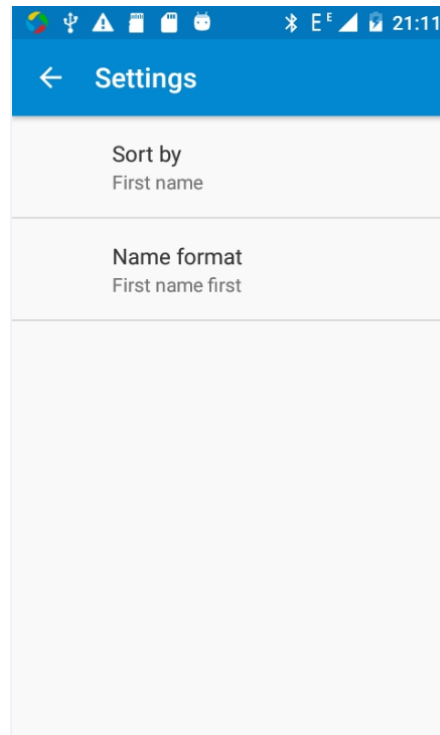 E E 21:11
Settings
Sort by
First name
Name format
First name first